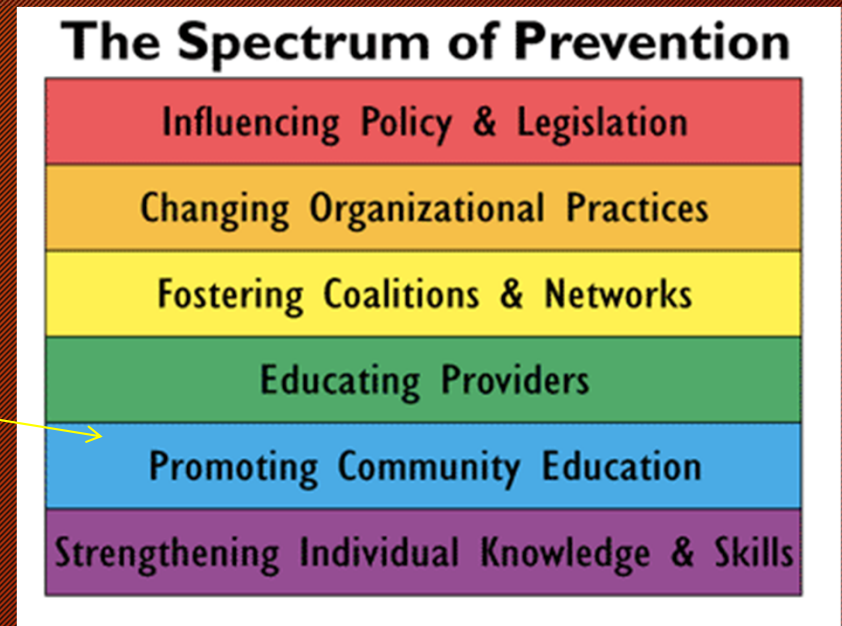 The Spectrum of Prevention
Influencing Policy & Legislation
Changing Organizational Practices
Fostering Coalitions & Networks
Educating Providers
Promoting Community Education
Strengthening Individual Knowledge & Skills